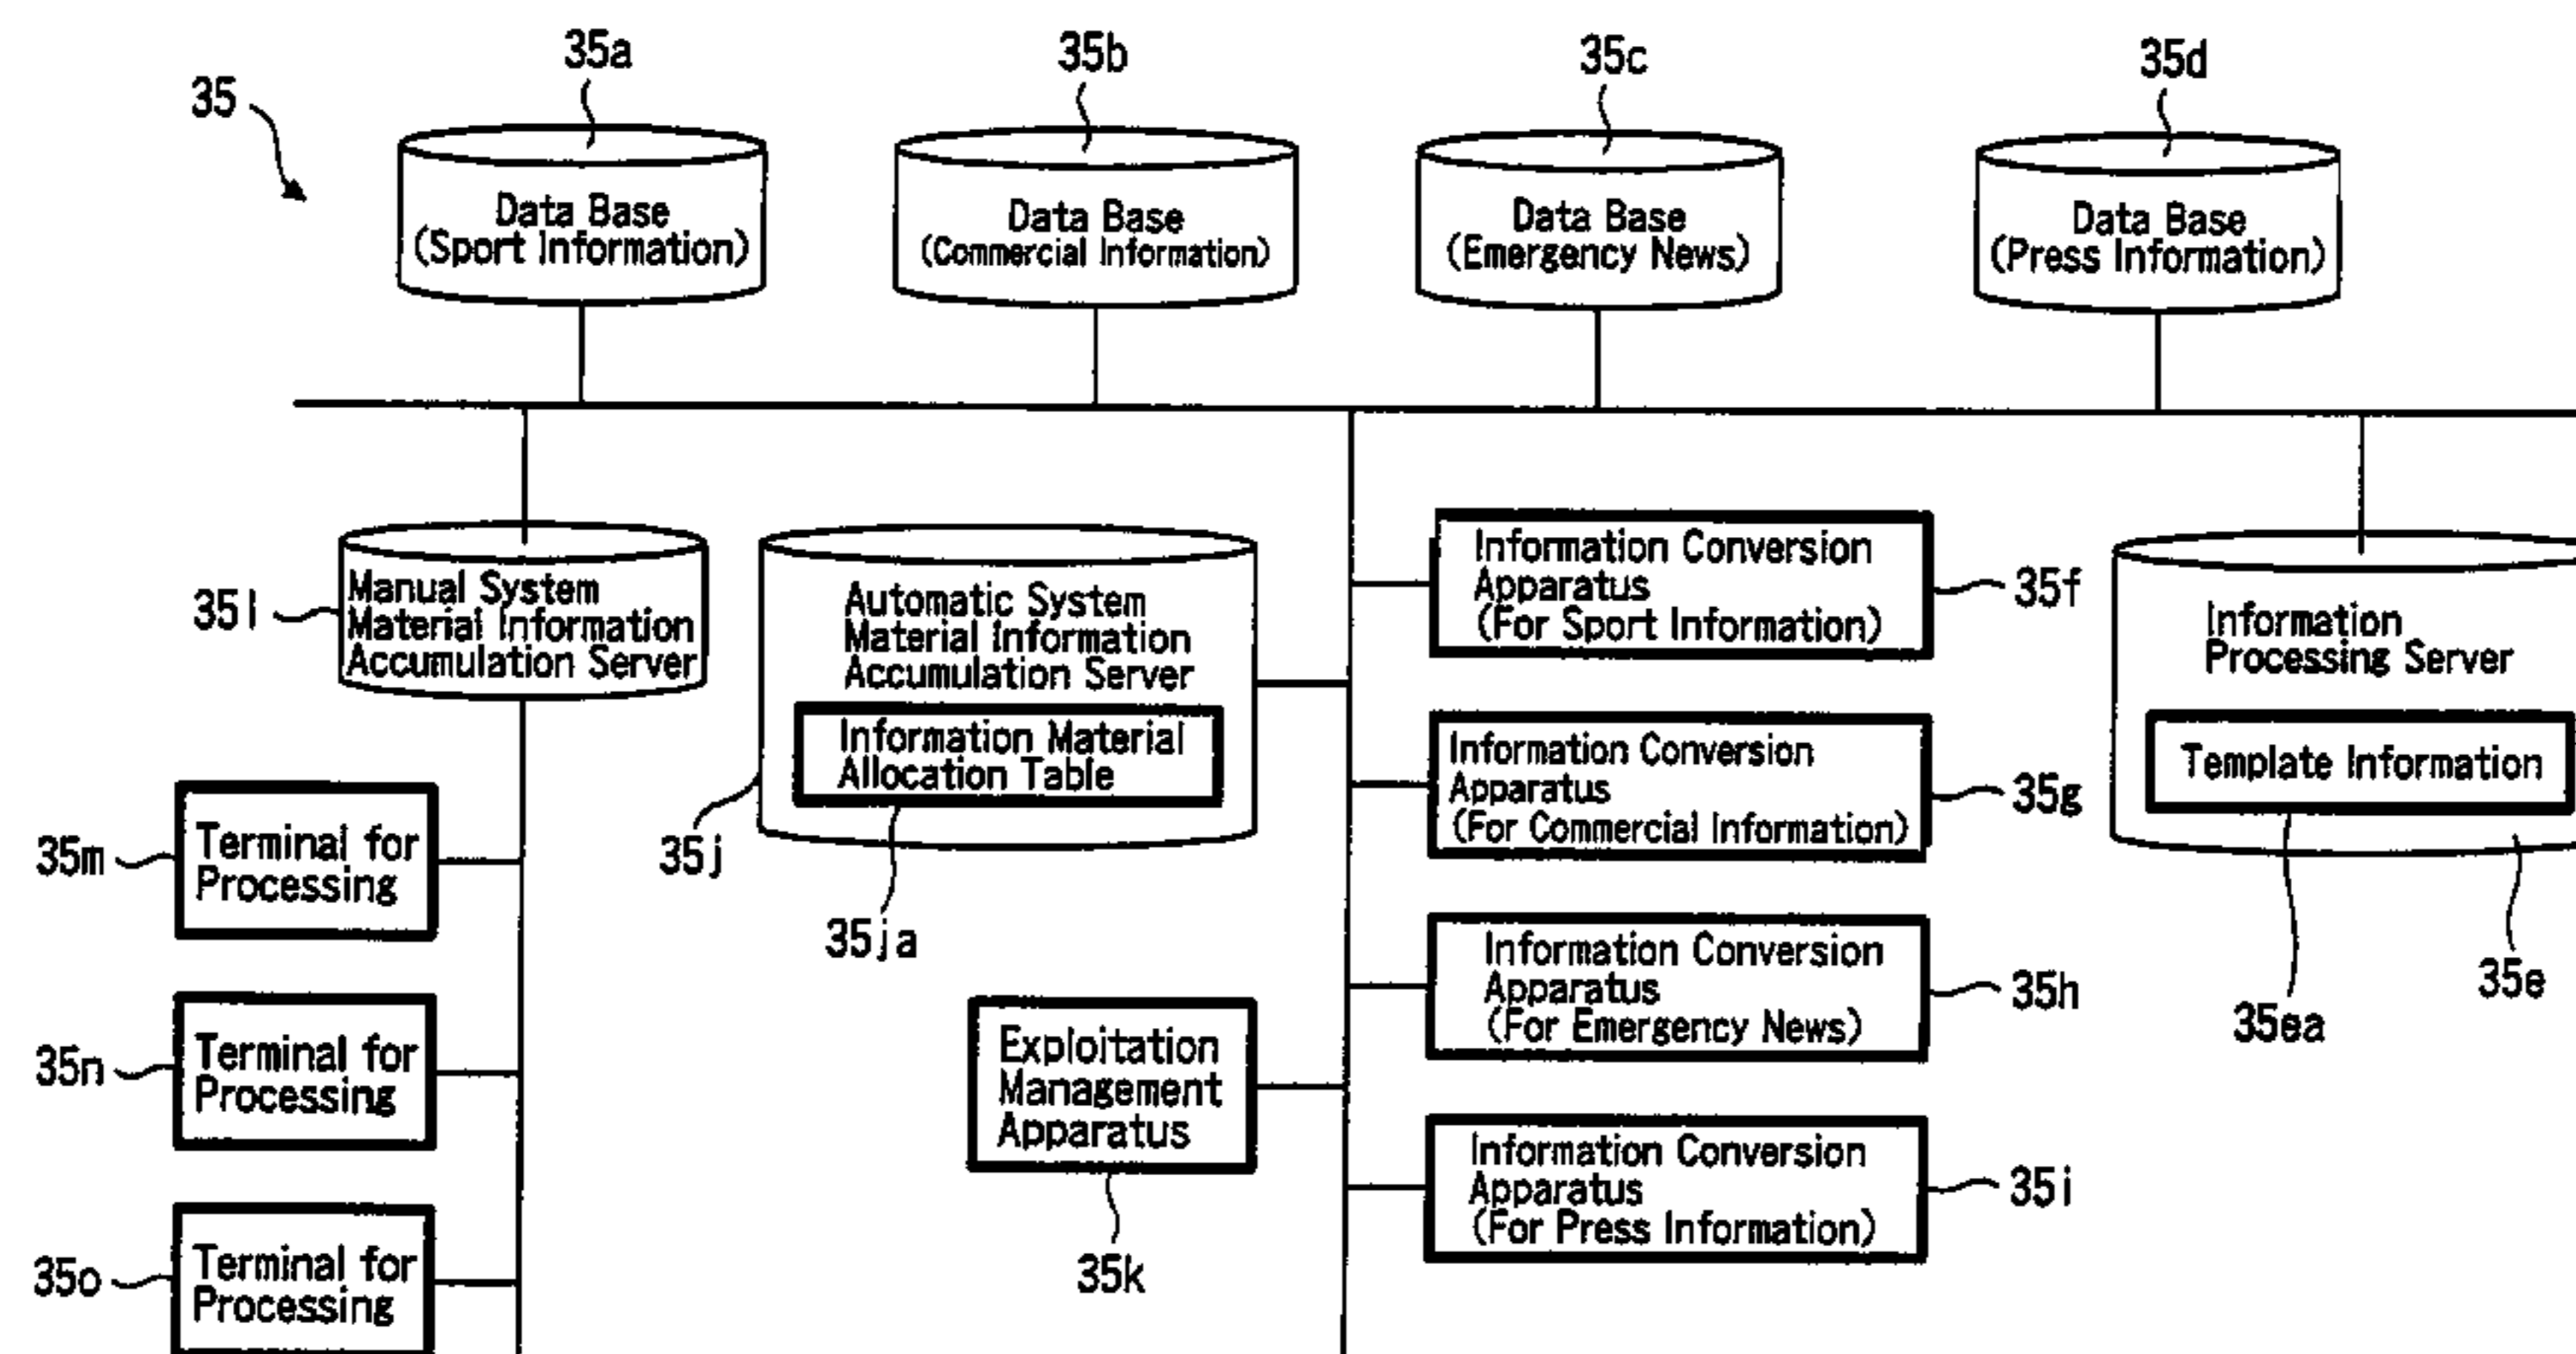 35
35a
35b
35c
35d
Data Base
(Sport Information)
Data Base
(Commercial Information)
Data Base
(Emergency News)
Data Base
(Press Information)
35l
Manual System
Material Information
Accumulation Server
Automatic System
Material Information
Accumulation Server
Information Material
Allocation Table
35j
35ja
Information Conversion
Apparatus
(For Sport Information)
35f
Information Conversion
Apparatus
(For Commercial Information)
35g
Information Conversion
Apparatus
(For Emergency News)
35h
Information Conversion
Apparatus
(For Press Information)
35i
Information
Processing Server
Template Information
35ea
35e
35m
Terminal for
Processing
35n
Terminal for
Processing
35o
Terminal for
Processing
Exploitation
Management
Apparatus
35k